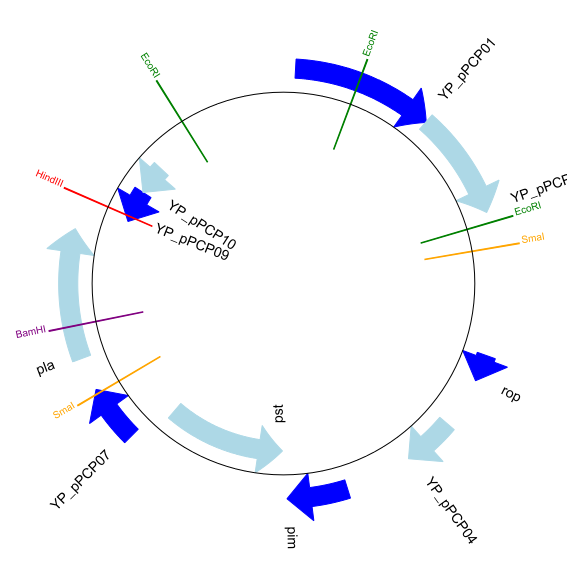 EcoRI
YP_pPCP01
YP_pPCP
EcoRI
SmaI
rop
YP_pPCP04
pim
pst
YP_pPCP07
SmaI
pla
BamHI
YP_pPCP09
YP_pPCP10
HindIII
EcoRI